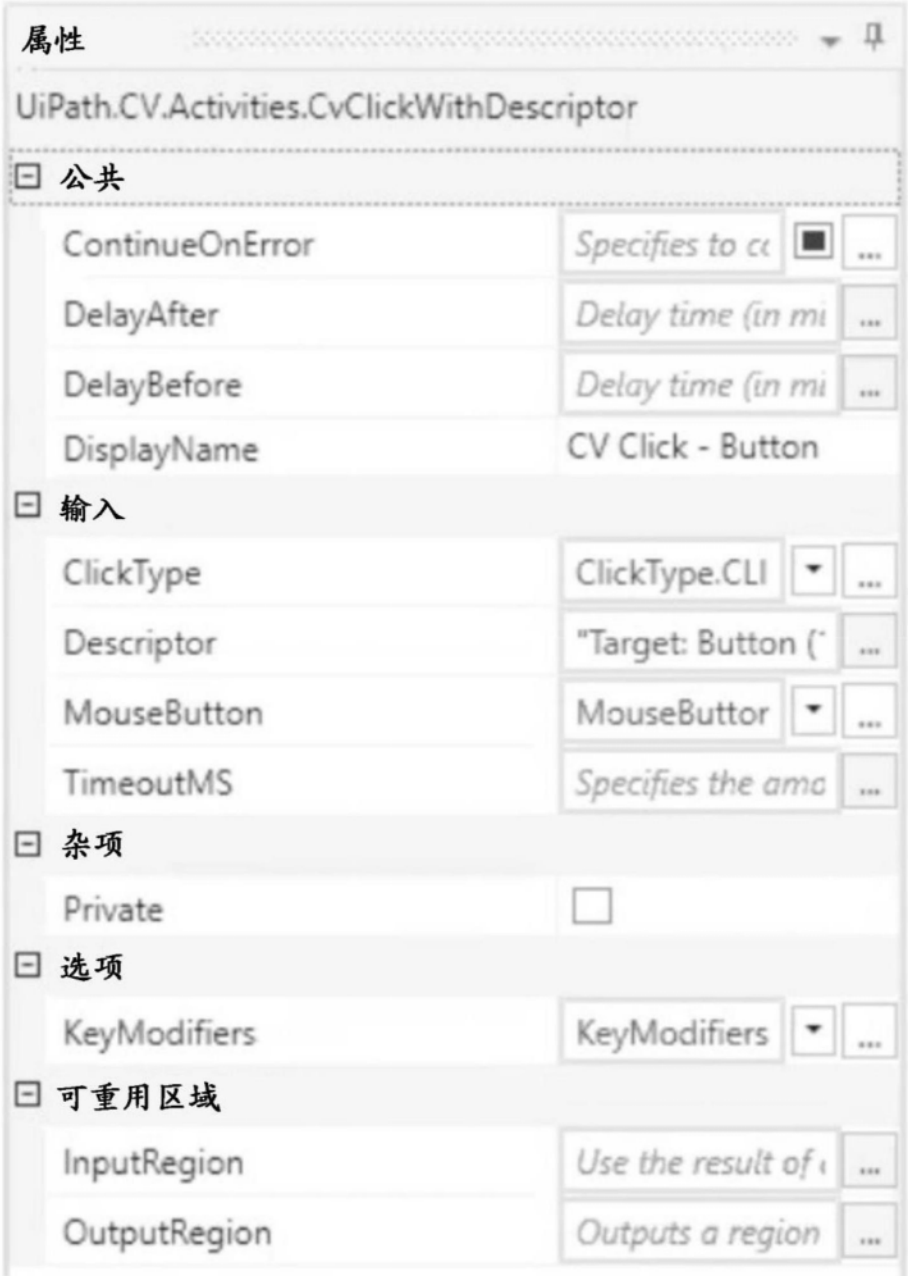 属性
UiPath.CV.Activities.CvClickWithDescriptor
公共
ContinueOnError Specifies to cc ...
DelayAfter Delay time (in mi ...
DelayBefore Delay time (in mi ...
DisplayName CV Click - Button
输入
ClickType ClickType.CLI ...
Descriptor "Target: Button ( ...
MouseButton MouseButtor ...
TimeoutMS Specifies the amo ...
杂项
Private
选项
KeyModifiers KeyModifiers ...
可重用区域
InputRegion Use the result of ...
OutputRegion Outputs a region ...